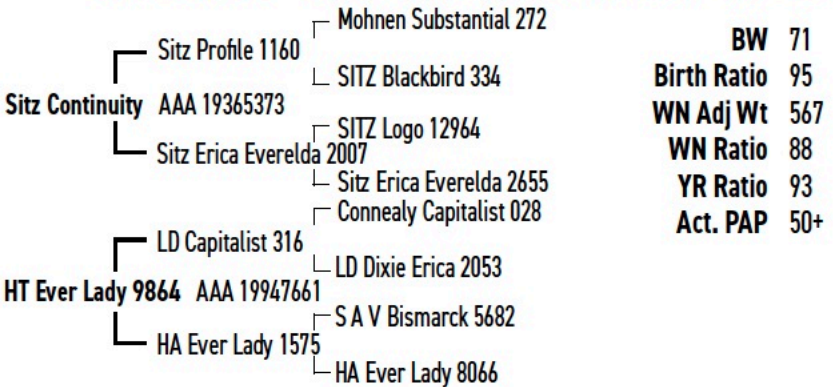 Mohnen Substantial 272
Sitz Profile 1160
SITZ Blackbird 334
Sitz Continuity AAA 19365373
SITZ Logo 12964
Sitz Erica Everelda 2007
Sitz Erica Everelda 2655
Connealy Capitalist 028
LD Capitalist 316
LD Dixie Erica 2053
HT Ever Lady 9864 AAA 19947661
S A V Bismarck 5682
HA Ever Lady 1575
HA Ever Lady 8066
BW 71
Birth Ratio 95
WN Adj Wt 567
WN Ratio 88
YR Ratio 93
Act. PAP 50+